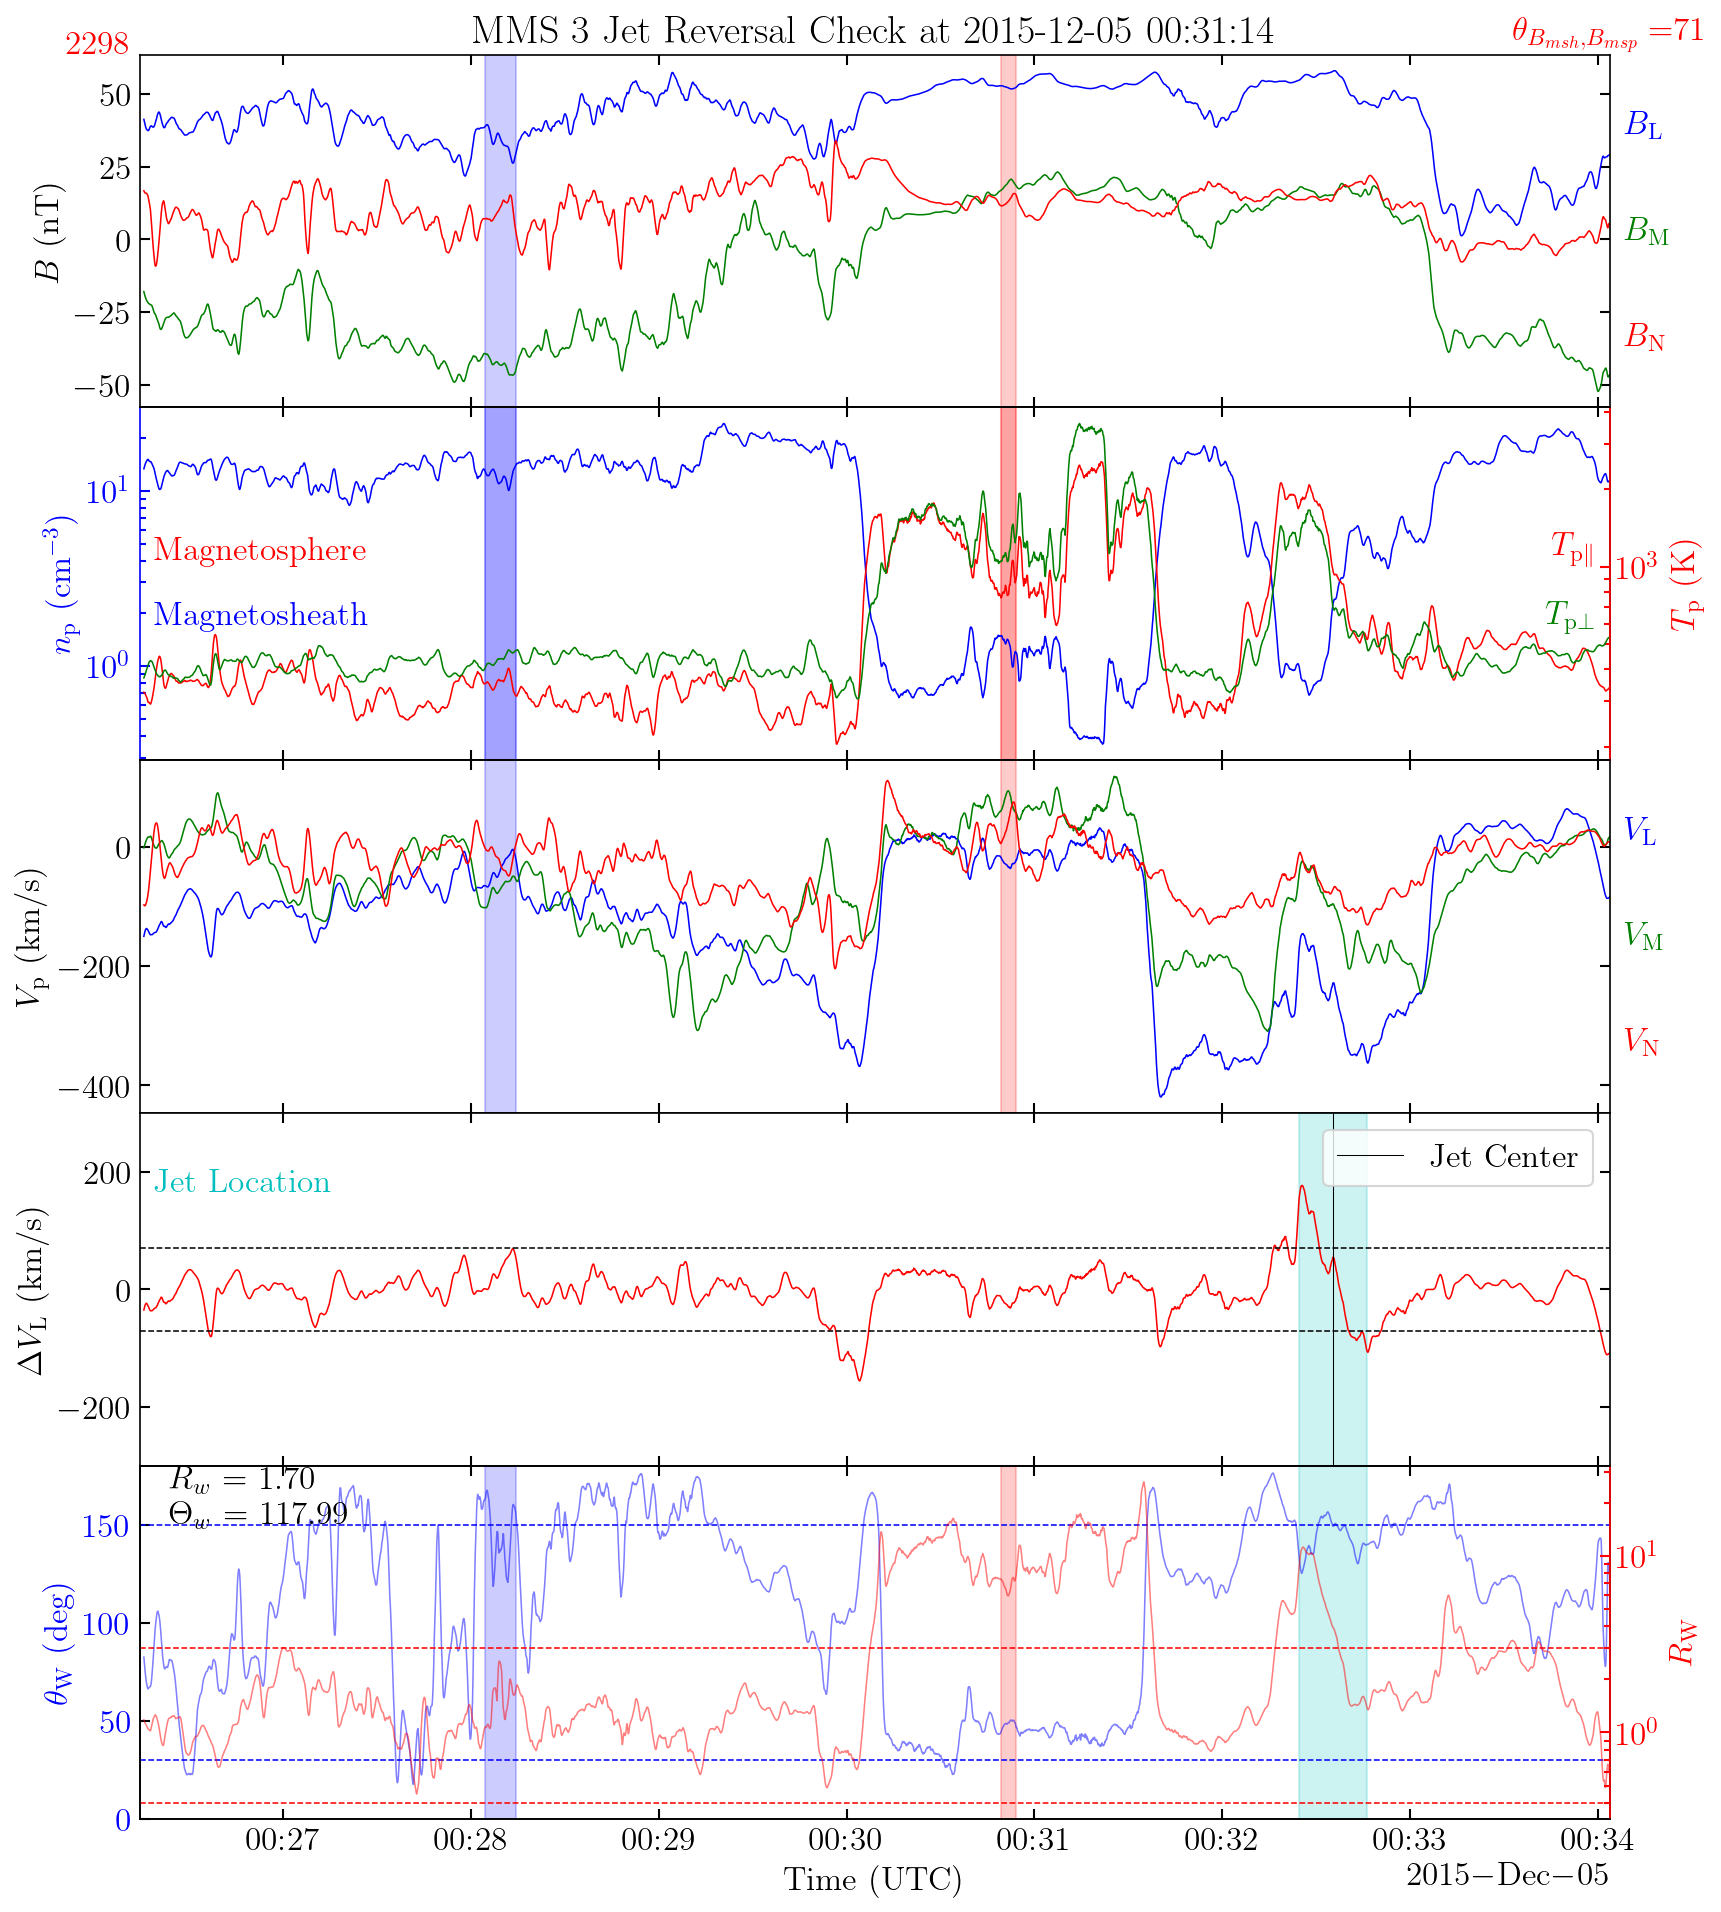 MMS 3 Jet Reversal Check at 2015-12-05 00:31:14
2298
θ_{B_{msh},B_{msp}} =71
50
25
0
−25
−50
B (nT)
B_L
B_M
B_N
10^1
10^0
n_p (cm^{−3})
Magnetosphere
Magnetosheath
T_{p∥}
T_{p⊥}
10^3
T_p (K)
0
−200
−400
V_p (km/s)
V_L
V_M
V_N
200
0
−200
ΔV_L (km/s)
Jet Location
Jet Center
R_w = 1.70
Θ_w = 117.99
150
100
50
0
θ_W (deg)
10^1
10^0
R_W
00:27 00:28 00:29 00:30 00:31 00:32 00:33 00:34
Time (UTC)
2015−Dec−05